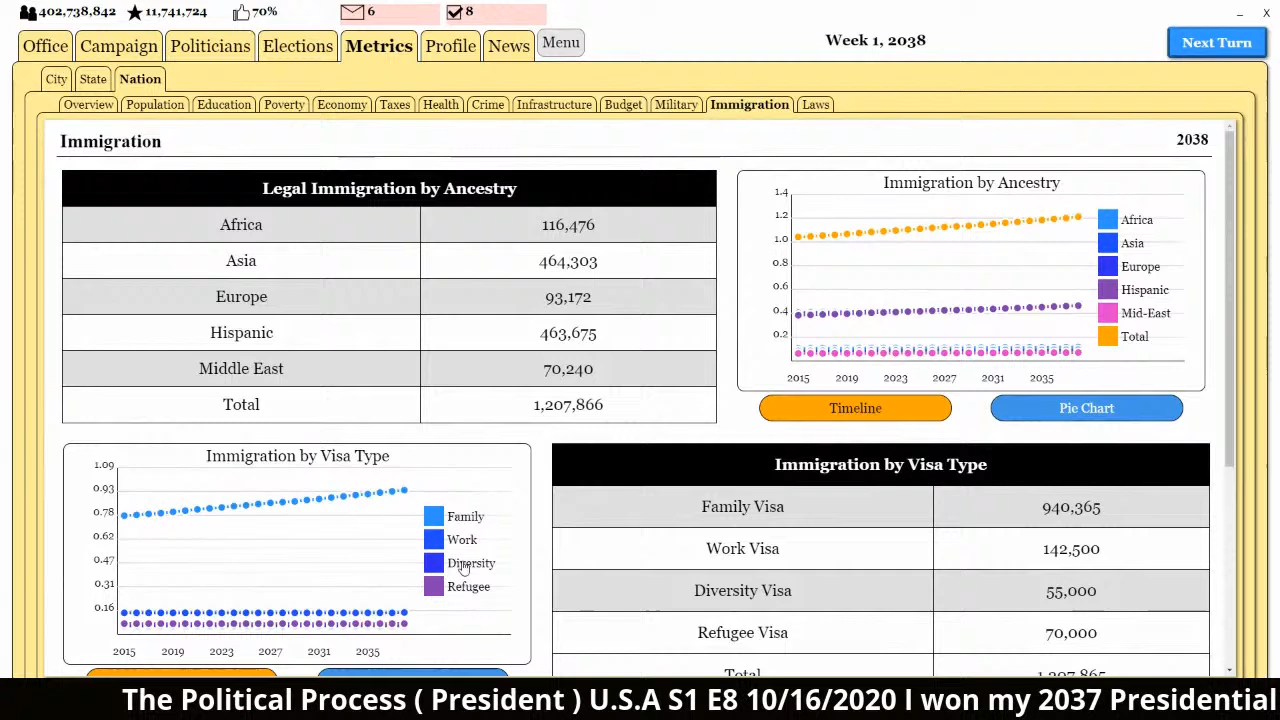 402,738,842 11,741,724 70% 6 8
_ X
Office Campaign Politicians Elections Metrics Profile News Menu Week 1, 2038 Next Turn
City State Nation
Overview Population Education Poverty Economy Taxes Health Crime Infrastructure Budget Military Immigration Laws
Immigration 2038
Legal Immigration by Ancestry
Africa 116,476
Asia 464,303
Europe 93,172
Hispanic 463,675
Middle East 70,240
Total 1,207,866
Immigration by Ancestry
1.4
1.2
1.0
0.8
0.6
0.4
0.2
2015 2019 2023 2027 2031 2035
Africa
Asia
Europe
Hispanic
Mid-East
Total
Timeline Pie Chart
Immigration by Visa Type
1.09
0.93
0.78
0.62
0.47
0.31
0.16
2015 2019 2023 2027 2031 2035
Family
Work
Diversity
Refugee
Immigration by Visa Type
Family Visa 940,365
Work Visa 142,500
Diversity Visa 55,000
Refugee Visa 70,000
Total 1,207,865
The Political Process ( President ) U.S.A S1 E8 10/16/2020 I won my 2037 Presidential